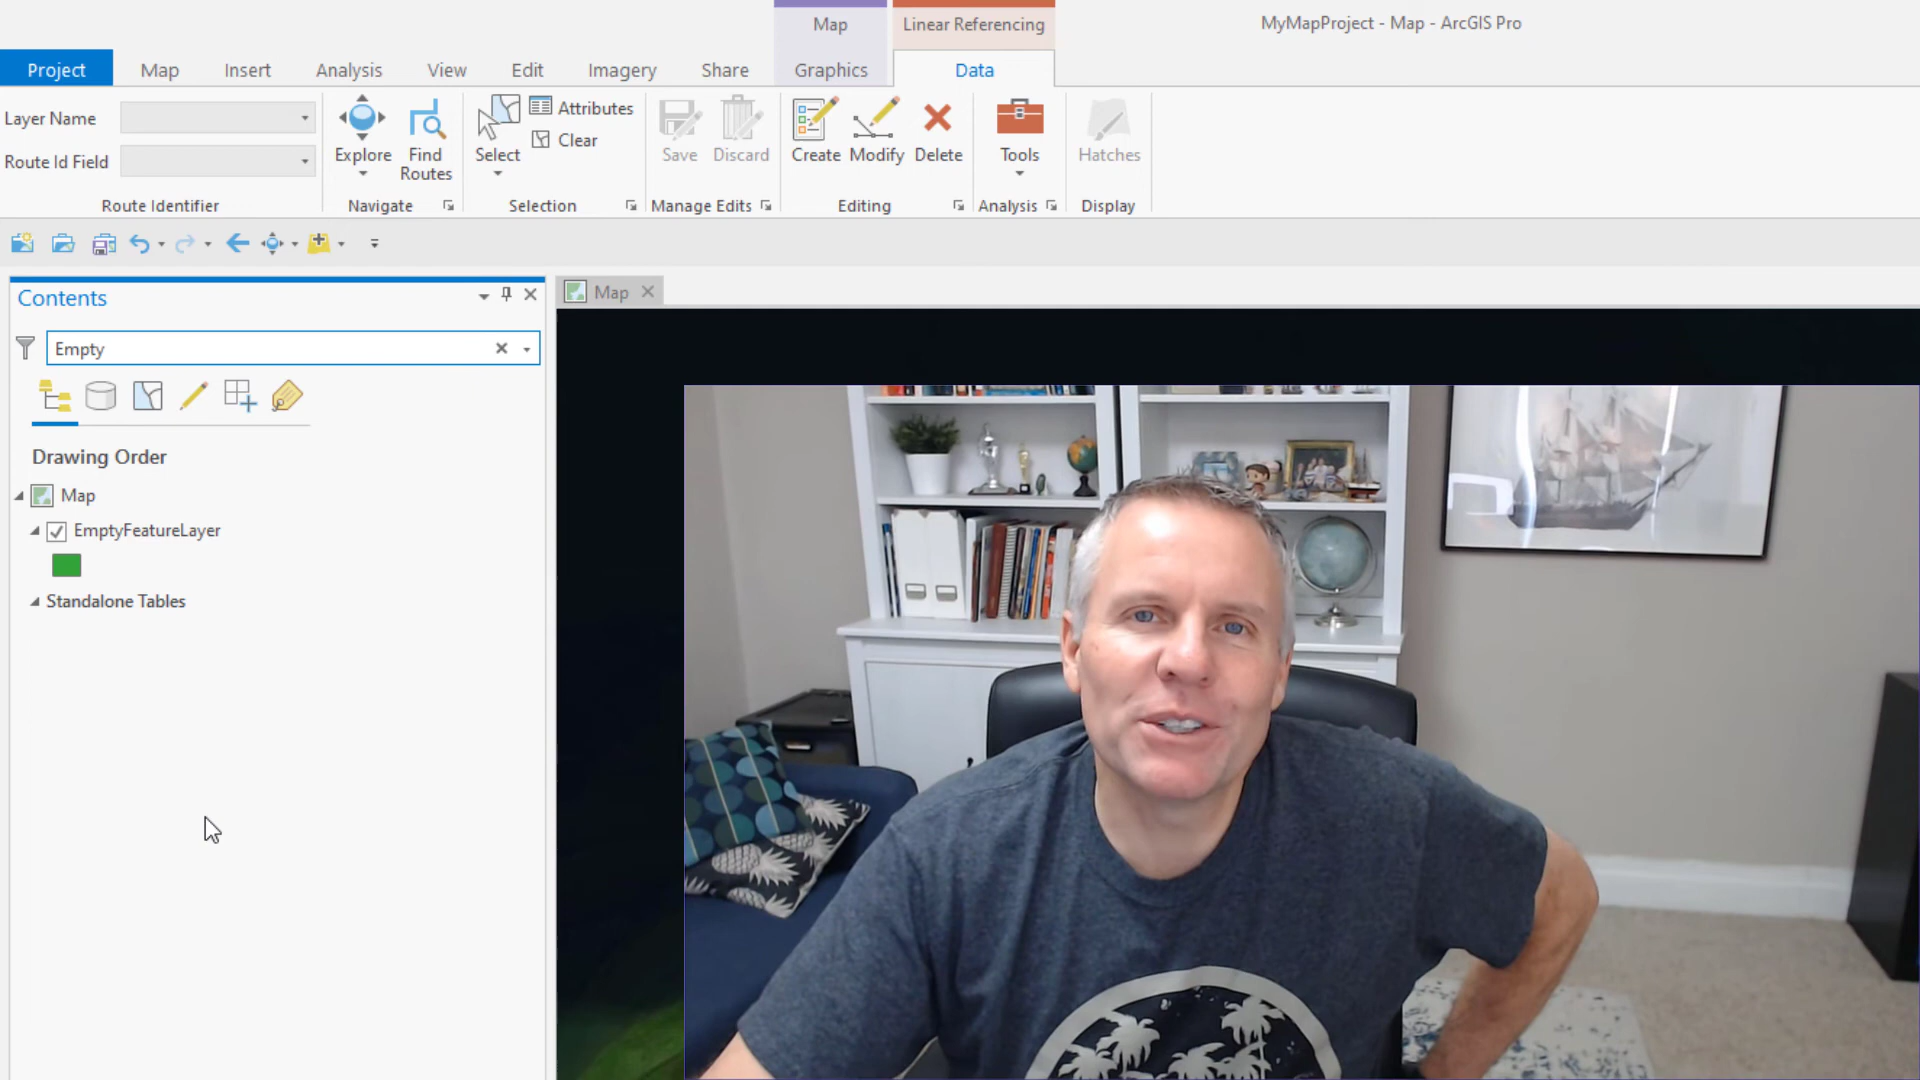 Map
Linear Referencing
MyMapProject - Map - ArcGIS Pro
Project
Map
Insert
Analysis
View
Edit
Imagery
Share
Graphics
Data
Layer Name
Route Id Field
Route Identifier
Explore
Find
Routes
Navigate
Select
Attributes
Clear
Selection
Save
Discard
Manage Edits
Create
Modify
Delete
Editing
Tools
Analysis
Hatches
Display
Contents
Map
Empty
Drawing Order
Map
EmptyFeatureLayer
Standalone Tables